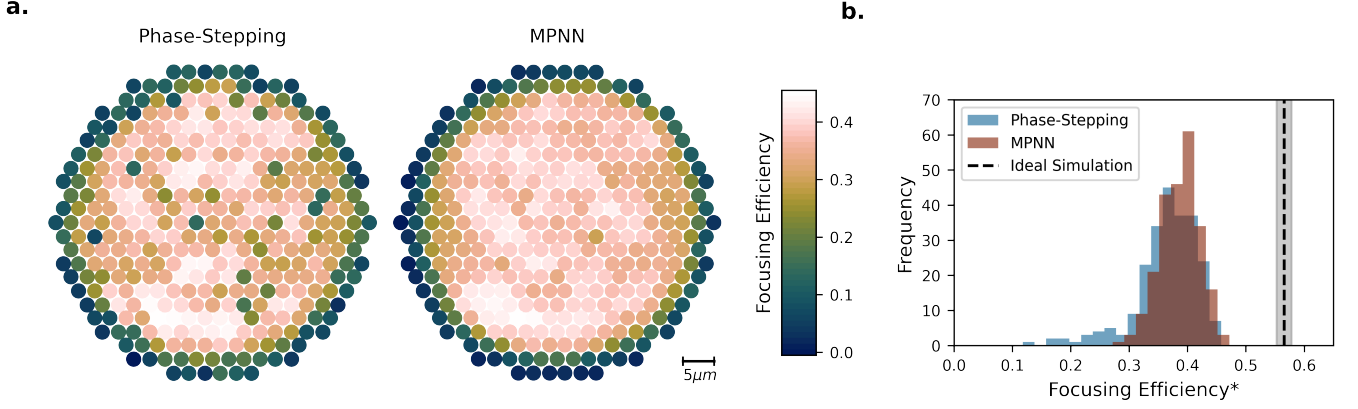 a.
Phase-Stepping
MPNN
5μm
Focusing Efficiency
0.4
0.3
0.2
0.1
0.0
b.
Phase-Stepping
MPNN
Ideal Simulation
Frequency
70
60
50
40
30
20
10
0
0.0 0.1 0.2 0.3 0.4 0.5 0.6
Focusing Efficiency*